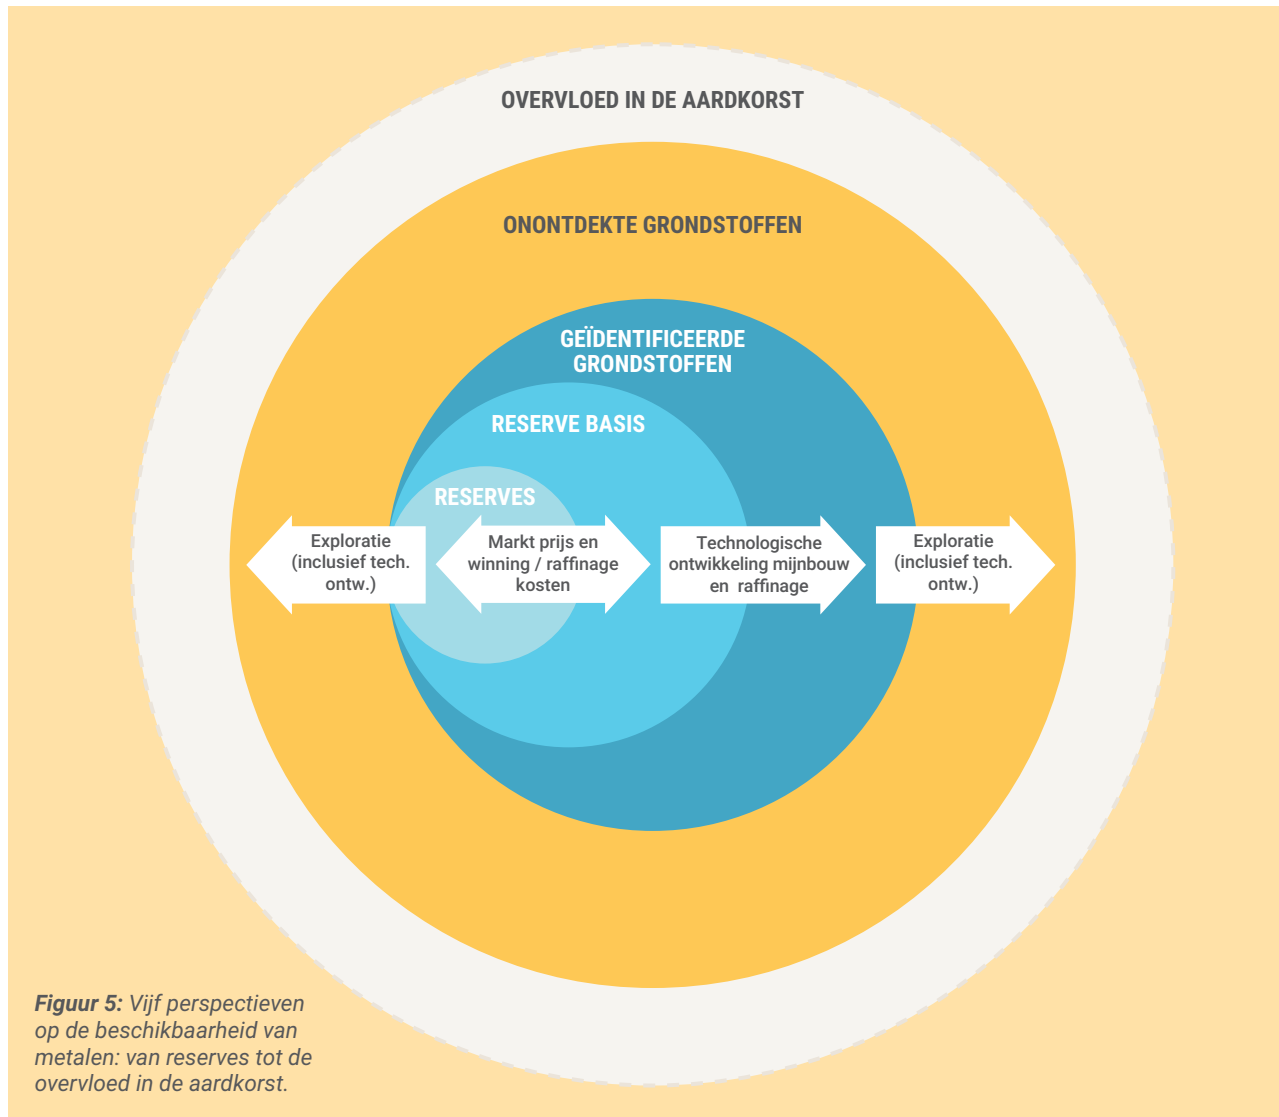 OVERVLOED IN DE AARDKORST
ONONTDEKTE GRONDSTOFFEN
GEÏDENTIFICEERDE
GRONDSTOFFEN
RESERVE BASIS
RESERVES
Exploratie
(inclusief tech.
ontw.)
Markt prijs en
winning / raffinage
kosten
Technologische
ontwikkeling mijnbouw
en raffinage
Exploratie
(inclusief tech.
ontw.)
Figuur 5: Vijf perspectieven
op de beschikbaarheid van
metalen: van reserves tot de
overvloed in de aardkorst.